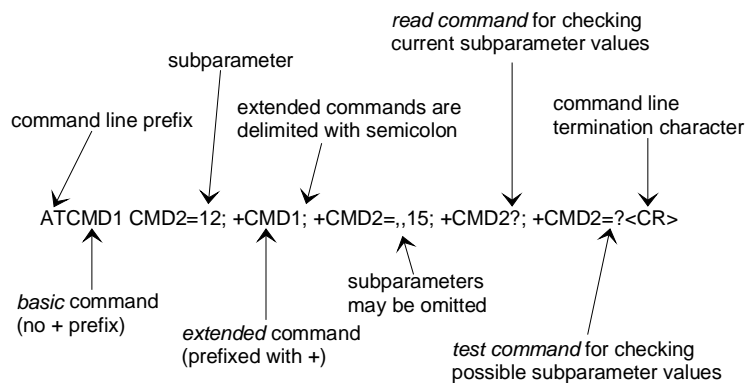 read command for checking
current subparameter values
subparameter
extended commands are
delimited with semicolon
command line
termination character
command line prefix
ATCMD1 CMD2=12; +CMD1; +CMD2=,,15; +CMD2?; +CMD2=?<CR>
basic command
(no + prefix)
extended command
(prefixed with +)
subparameters
may be omitted
test command for checking
possible subparameter values